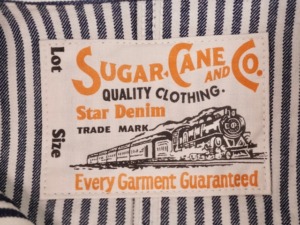 Lot
Size
SUGAR CANE AND CO.
QUALITY CLOTHING.
Star Denim
TRADE MARK
Every Garment Guaranteed